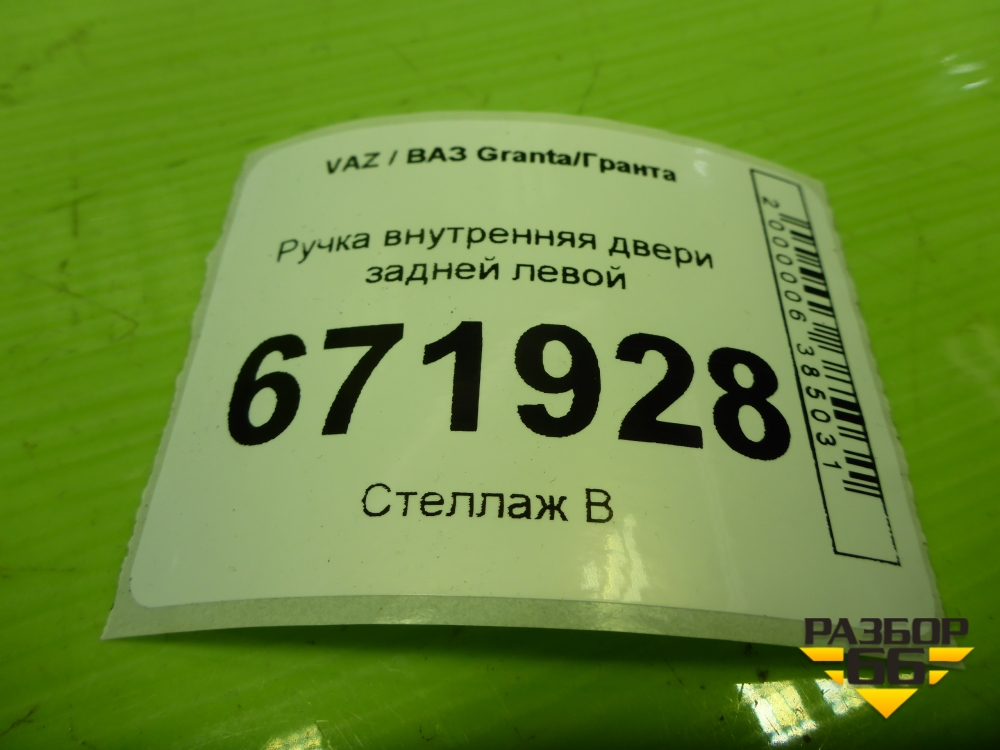 VAZ / ВАЗ Granta/Гранта
Ручка внутренняя двери
задней левой
671928
Стеллаж В
2000006385031
РАЗБОР
66